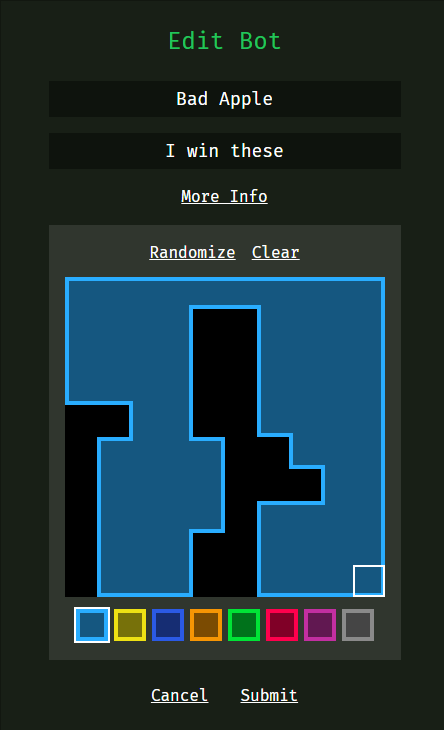 Edit Bot
Bad Apple
I win these
More Info
Randomize Clear
Cancel Submit